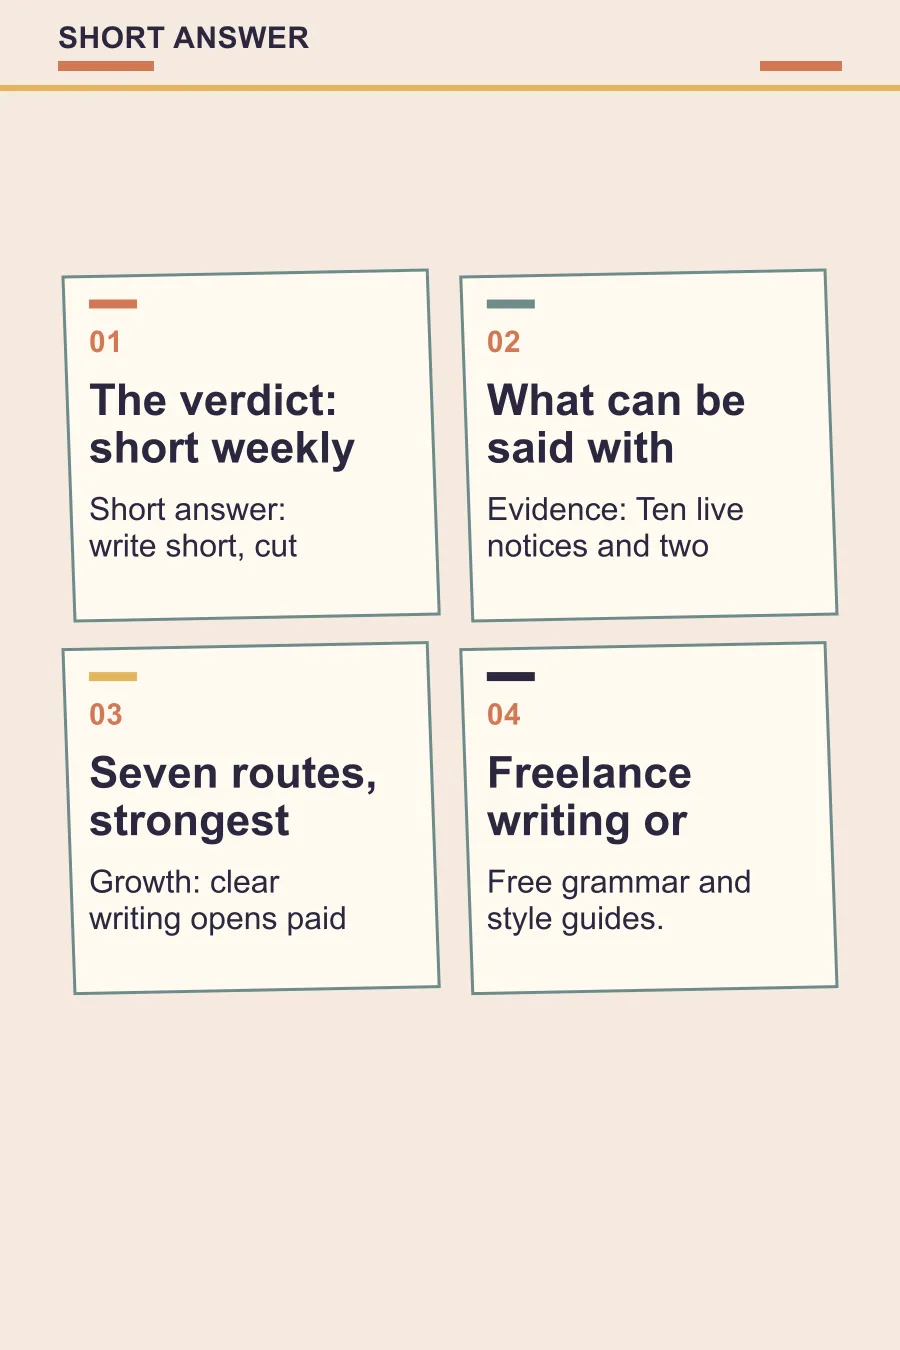 SHORT ANSWER
01
The verdict:
short weekly
Short answer:
write short, cut
02
What can be
said with
Evidence: Ten live
notices and two
03
Seven routes,
strongest
Growth: clear
writing opens paid
04
Freelance
writing or
Free grammar and
style guides.